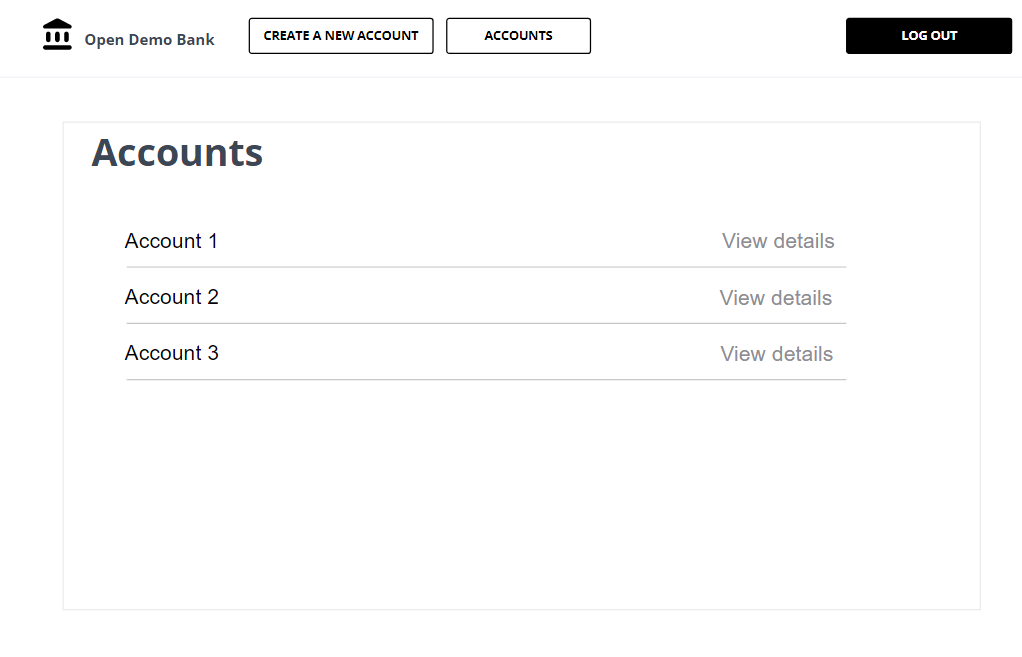 Open Demo Bank CREATE A NEW ACCOUNT ACCOUNTS LOG OUT
Accounts
Account 1 View details
Account 2 View details
Account 3 View details